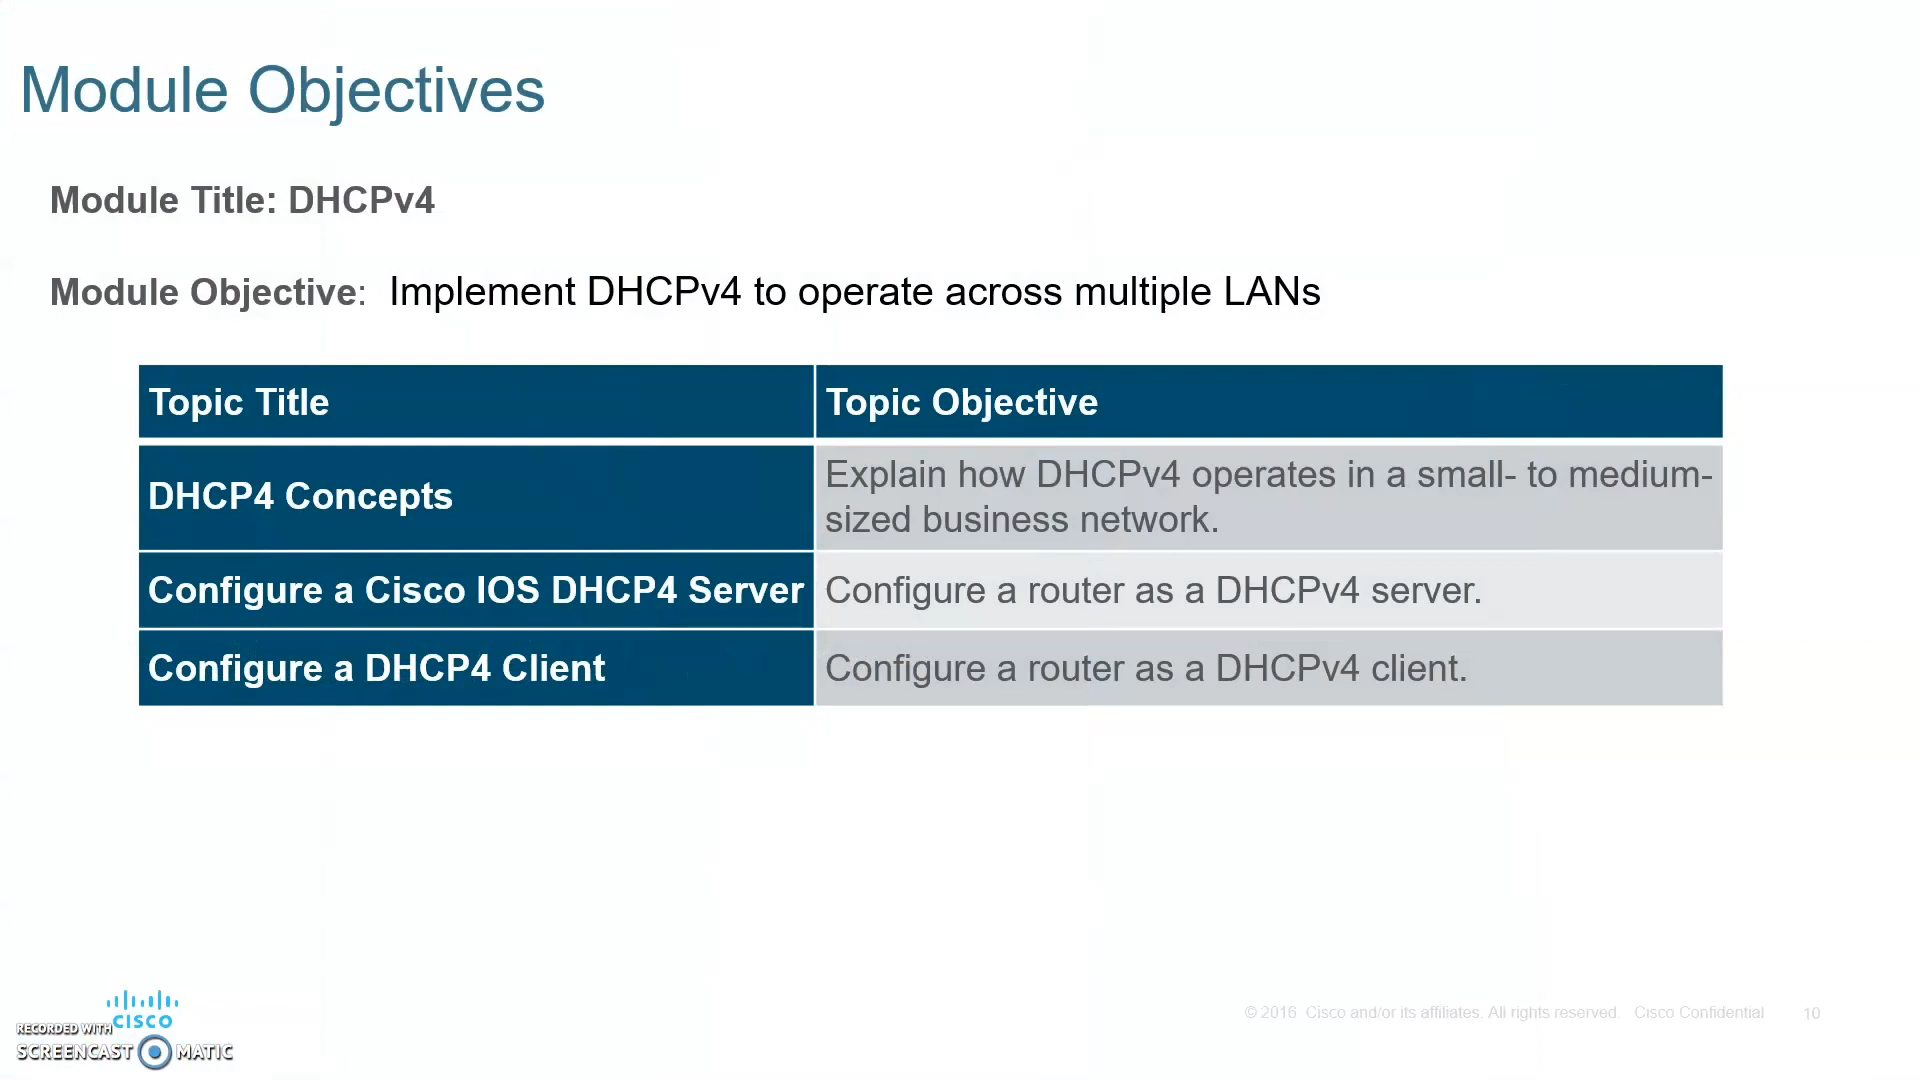 Module Objectives
Module Title: DHCPv4
Module Objective: Implement DHCPv4 to operate across multiple LANs
Topic Title Topic Objective
DHCP4 Concepts
Explain how DHCPv4 operates in a small- to medium-
sized business network.
Configure a Cisco IOS DHCP4 Server Configure a router as a DHCPv4 server.
Configure a DHCP4 Client Configure a router as a DHCPv4 client.
© 2016 Cisco and/or its affiliates. All rights reserved. Cisco Confidential 10
CISCO
RECORDED WITH
SCREENCAST MATIC